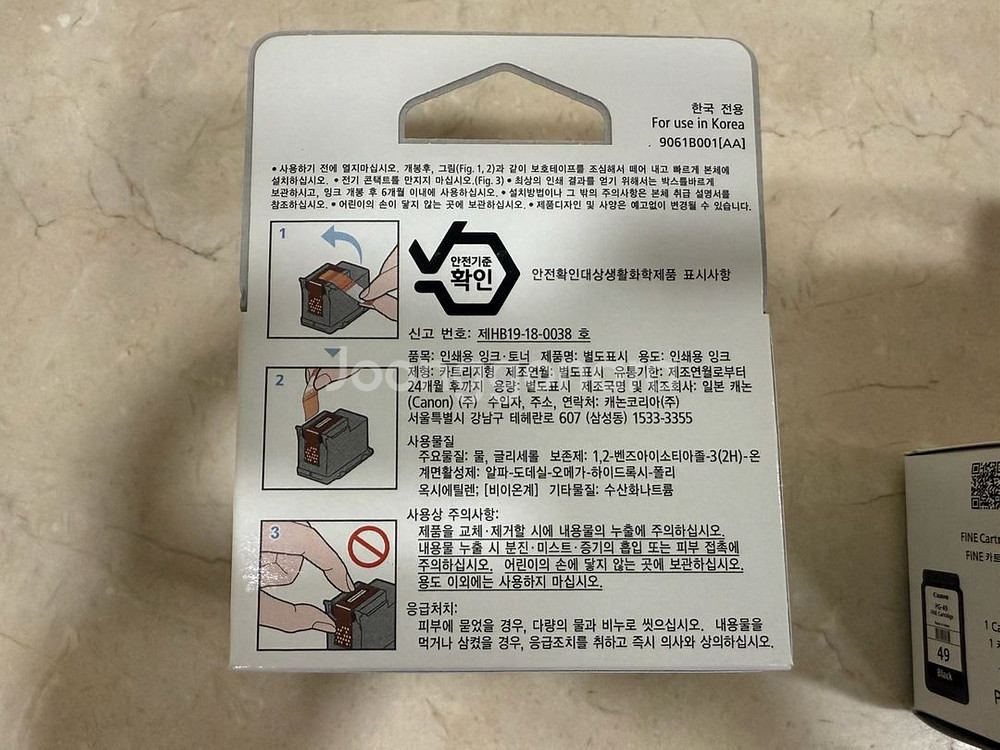 한국 전용
For use in Korea
9061B001[AA]
• 사용하기 전에 열지마십시오. 개봉후, 그림(Fig. 1, 2)과 같이 보호테이프를 조심해서 떼어 내고 빠르게 본체에
설치하십시오. • 전기 콘택트를 만지지 마십시오.(Fig. 3) • 최상의 인쇄 결과를 얻기 위해서는 박스를바르게
보관하시고, 잉크 개봉 후 6개월 이내에 사용하십시오. • 설치방법이나 그 밖의 주의사항은 본체 취급 설명서를
참조하십시오. • 어린이의 손이 닿지 않는 곳에 보관하십시오. • 제품디자인 및 사양은 예고없이 변경될 수 있습니다.
1
안전기준
확인
안전확인대상생활화학제품 표시사항
신고 번호: 제HB19-18-0038 호
품목: 인쇄용 잉크·토너 제품명: 별도표시 용도: 인쇄용 잉크
제형: 카트리지형 제조연월: 별도표시 유통기한: 제조연월로부터
24개월 후까지 용량: 별도표시 제조국명 및 제조회사: 일본 캐논
(Canon) (주) 수입자, 주소, 연락처: 캐논코리아(주)
서울특별시 강남구 테헤란로 607 (삼성동) 1533-3355
2
사용물질
주요물질: 물, 글리세롤 보존제: 1,2-벤즈아이소티아졸-3(2H)-온
계면활성제: 알파-도데실-오메가-하이드록시-폴리
옥시에틸렌; [비이온계] 기타물질: 수산화나트륨
3
사용상 주의사항:
제품을 교체·제거할 시에 내용물의 누출에 주의하십시오.
내용물 누출 시 분진·미스트·증기의 흡입 또는 피부 접촉에
주의하십시오. 어린이의 손에 닿지 않는 곳에 보관하십시오.
용도 이외에는 사용하지 마십시오.
응급처치:
피부에 묻었을 경우, 다량의 물과 비누로 씻으십시오. 내용물을
먹거나 삼켰을 경우, 응급조치를 취하고 즉시 의사와 상의하십시오.
FINE Cartr
FINE 카트
Canon
PG-49
FINE Cartridge
49
Black
1 Ca
1 카
P